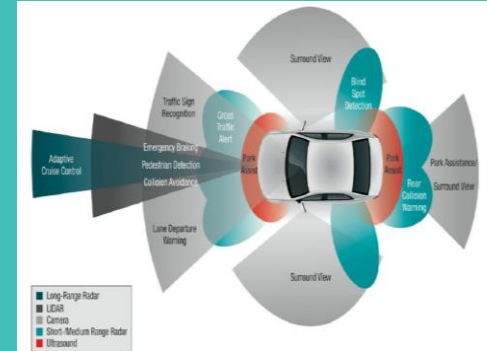 Surround View
Traffic Sign
Recognition
Cross
Traffic
Alert
Blind
Spot
Detection
Adaptive
Cruise Control
Emergency Braking
Pedestrian Detection
Collision Avoidance
Park
Assist
Park
Assist
Park Assistance/
Surround View
Rear
Collision
Warning
Lane Departure
Warning
Surround View
Long-Range Radar
LIDAR
Camera
Short-/Medium Range Radar
Ultrasound